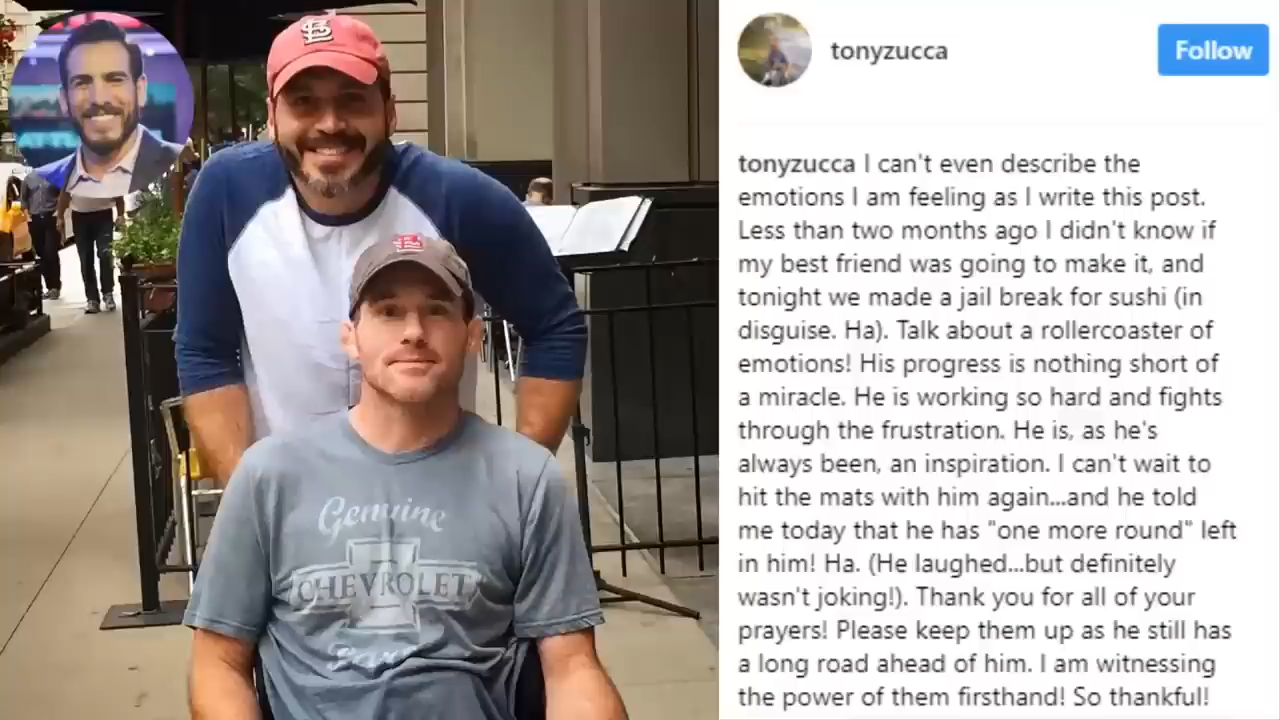 STL
Genuine
CHEVROLET
tonyzucca
Follow
tonyzucca I can't even describe the
emotions I am feeling as I write this post.
Less than two months ago I didn't know if
my best friend was going to make it, and
tonight we made a jail break for sushi (in
disguise. Ha). Talk about a rollercoaster of
emotions! His progress is nothing short of
a miracle. He is working so hard and fights
through the frustration. He is, as he's
always been, an inspiration. I can't wait to
hit the mats with him again...and he told
me today that he has "one more round" left
in him! Ha. (He laughed...but definitely
wasn't joking!). Thank you for all of your
prayers! Please keep them up as he still has
a long road ahead of him. I am witnessing
the power of them firsthand! So thankful!